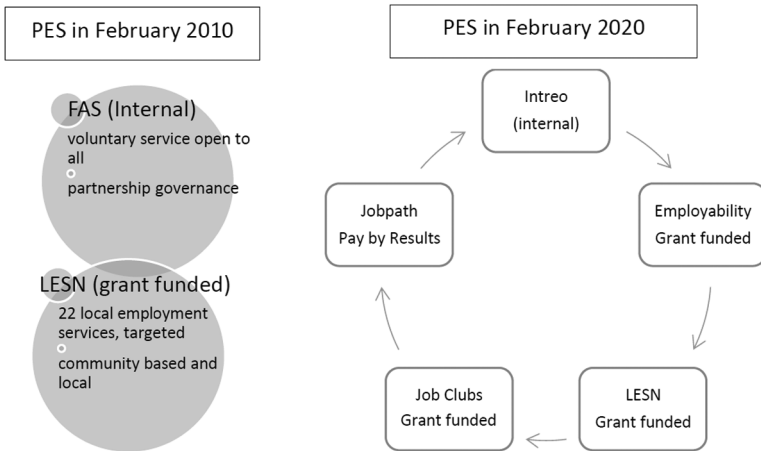 PES in February 2010
FAS (Internal)
voluntary service open to
all
partnership governance
LESN (grant funded)
22 local employment
services, targeted
community based and
local
PES in February 2020
Intreo
(internal)
Employability
Grant funded
LESN
Grant funded
Job Clubs
Grant funded
Jobpath
Pay by Results